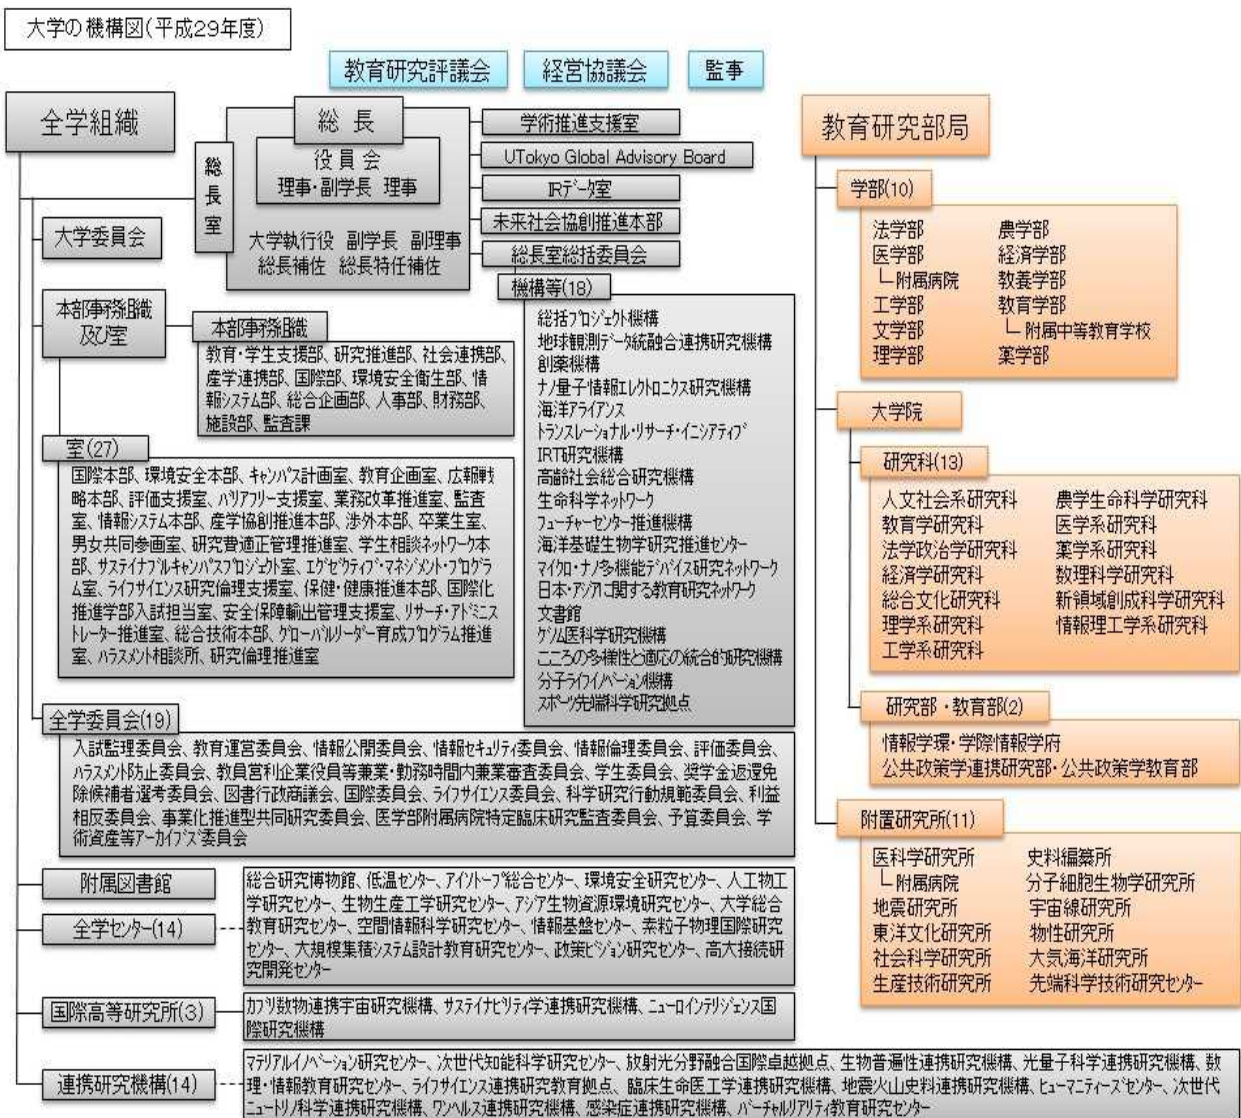 大学の機構図(平成29年度)
教育研究評議会
経営協議会
監事
全学組織
総長室
総 長
役員会
理事・副学長 理事
大学執行役 副学長 副理事
総長補佐 総長特任補佐
学術推進支援室
UTokyo Global Advisory Board
IRデータ室
未来社会協創推進本部
総長室総括委員会
機構等(18)
総括プロジェクト機構
地球観測データ統融合連携研究機構
創薬機構
ナノ量子情報エレクトロニクス研究機構
海洋アライアンス
トランスレーショナル・リサーチ・イニシアティブ
IRT研究機構
高齢社会総合研究機構
生命科学ネットワーク
フューチャーセンター推進機構
海洋基礎生物学研究推進センター
マイクロ・ナノ多機能デバイス研究ネットワーク
日本・アジアに関する教育研究ネットワーク
文書館
ゲノム医科学研究機構
こころの多様性と適応の統合的研究機構
分子ライフイノベーション機構
スポーツ先端科学研究拠点
大学委員会
本部事務組織
及び室
本部事務組織
教育・学生支援部、研究推進部、社会連携部、
産学連携部、国際部、環境安全衛生部、情
報システム部、総合企画部、人事部、財務部、
施設部、監査課
室(27)
国際本部、環境安全本部、キャンパス計画室、教育企画室、広報戦
略本部、評価支援室、バリアフリー支援室、業務改革推進室、監査
室、情報システム本部、産学協創推進本部、渉外本部、卒業生室、
男女共同参画室、研究費適正管理推進室、学生相談ネットワーク本
部、サステイナブルキャンパスプロジェクト室、エグゼクティブ・マネジメント・プログラ
ム室、ライフサイエンス研究倫理支援室、保健・健康推進本部、国際化
推進学部入試担当室、安全保障輸出管理支援室、リサーチ・アドミニス
トレーター推進室、総合技術本部、グローバルリーダー育成プログラム推進
室、ハラスメント相談所、研究倫理推進室
全学委員会(19)
入試監理委員会、教育運営委員会、情報公開委員会、情報セキュリティ委員会、情報倫理委員会、評価委員会、
ハラスメント防止委員会、教員営利企業役員等兼業・勤務時間内兼業審査委員会、学生委員会、奨学金返還免
除候補者選考委員会、図書行政商議会、国際委員会、ライフサイエンス委員会、科学研究行動規範委員会、利益
相反委員会、事業化推進型共同研究委員会、医学部附属病院特定臨床研究監査委員会、予算委員会、学
術資産等アーカイブズ委員会
附属図書館
全学センター(14)
総合研究博物館、低温センター、アイソトープ総合センター、環境安全研究センター、人工物工
学研究センター、生物生産工学研究センター、アジア生物資源環境研究センター、大学総合
教育研究センター、空間情報科学研究センター、情報基盤センター、素粒子物理国際研究
センター、大規模集積システム設計教育研究センター、政策ビジョン研究センター、高大接続研
究開発センター
国際高等研究所(3)
カブリ数物連携宇宙研究機構、サステイナビリティ学連携研究機構、ニューロインテリジェンス国
際研究機構
連携研究機構(14)
マテリアルイノベーション研究センター、次世代知能科学研究センター、放射光分野融合国際卓越拠点、生物普遍性連携研究機構、光量子科学連携研究機構、数
理・情報教育研究センター、ライフサイエンス連携研究教育拠点、臨床生命医工学連携研究機構、地震火山史料連携研究機構、ヒューマニティーズセンター、次世代
ニュートリノ科学連携研究機構、ワンヘルス連携研究機構、感染症連携研究機構、バーチャルリアリティ教育研究センター
教育研究部局
学部(10)
法学部
医学部
附属病院
工学部
文学部
理学部
農学部
経済学部
教養学部
教育学部
附属中等教育学校
薬学部
大学院
研究科(13)
人文社会系研究科
教育学研究科
法学政治学研究科
経済学研究科
総合文化研究科
理学系研究科
工学系研究科
農学生命科学研究科
医学系研究科
薬学系研究科
数理科学研究科
新領域創成科学研究科
情報理工学系研究科
研究部・教育部(2)
情報学環・学際情報学府
公共政策学連携研究部・公共政策学教育部
附置研究所(11)
医科学研究所
附属病院
地震研究所
東洋文化研究所
社会科学研究所
生産技術研究所
史料編纂所
分子細胞生物学研究所
宇宙線研究所
物性研究所
大気海洋研究所
先端科学技術研究センター